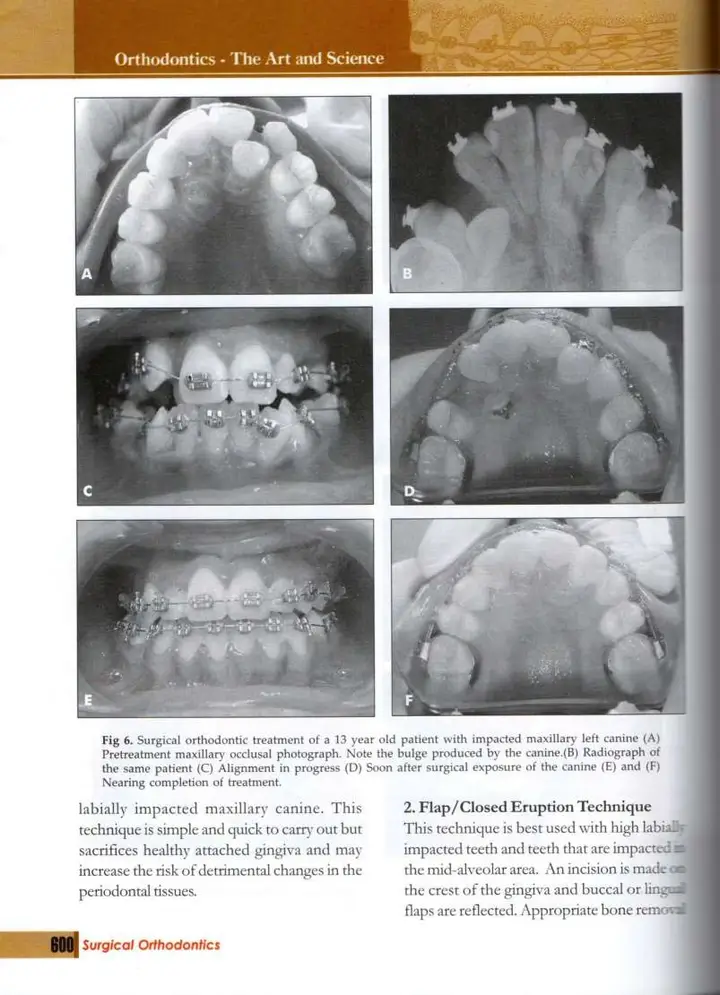 Orthodontics - The Art and Science
A
B
C
D
E
F
Fig 6. Surgical orthodontic treatment of a 13 year old patient with impacted maxillary left canine (A)
Pretreatment maxillary occlusal photograph. Note the bulge produced by the canine.(B) Radiograph of
the same patient (C) Alignment in progress (D) Soon after surgical exposure of the canine (E) and (F)
Nearing completion of treatment.
labially impacted maxillary canine. This
technique is simple and quick to carry out but
sacrifices healthy attached gingiva and may
increase the risk of detrimental changes in the
periodontal tissues.
2. Flap/Closed Eruption Technique
This technique is best used with high labially
impacted teeth and teeth that are impacted in
the mid-alveolar area. An incision is made on
the crest of the gingiva and buccal or lingual
flaps are reflected. Appropriate bone removal
600 Surgical Orthodontics